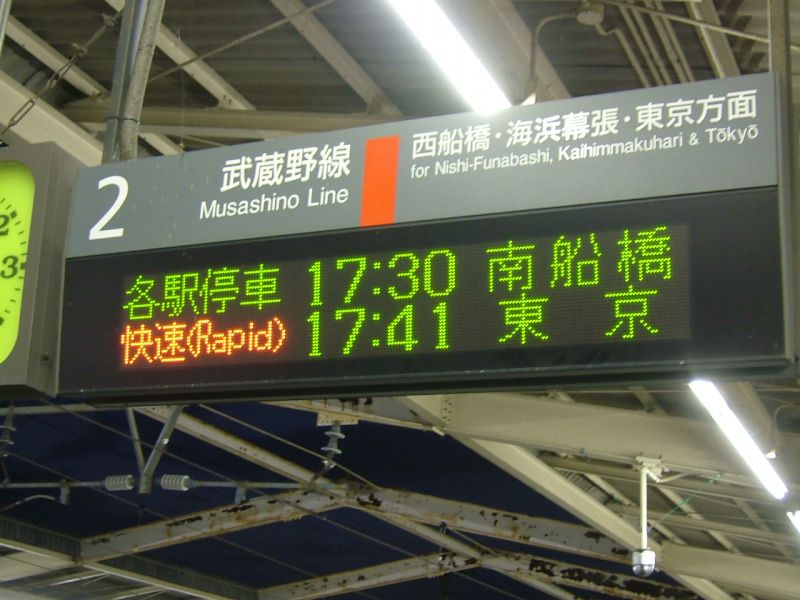 2
武蔵野線
Musashino Line
西船橋・海浜幕張・東京方面
for Nishi-Funabashi, Kaihimmakuhari & Tōkyō
各駅停車 17:30 南船橋
快速(Rapid) 17:41 東京
2
3